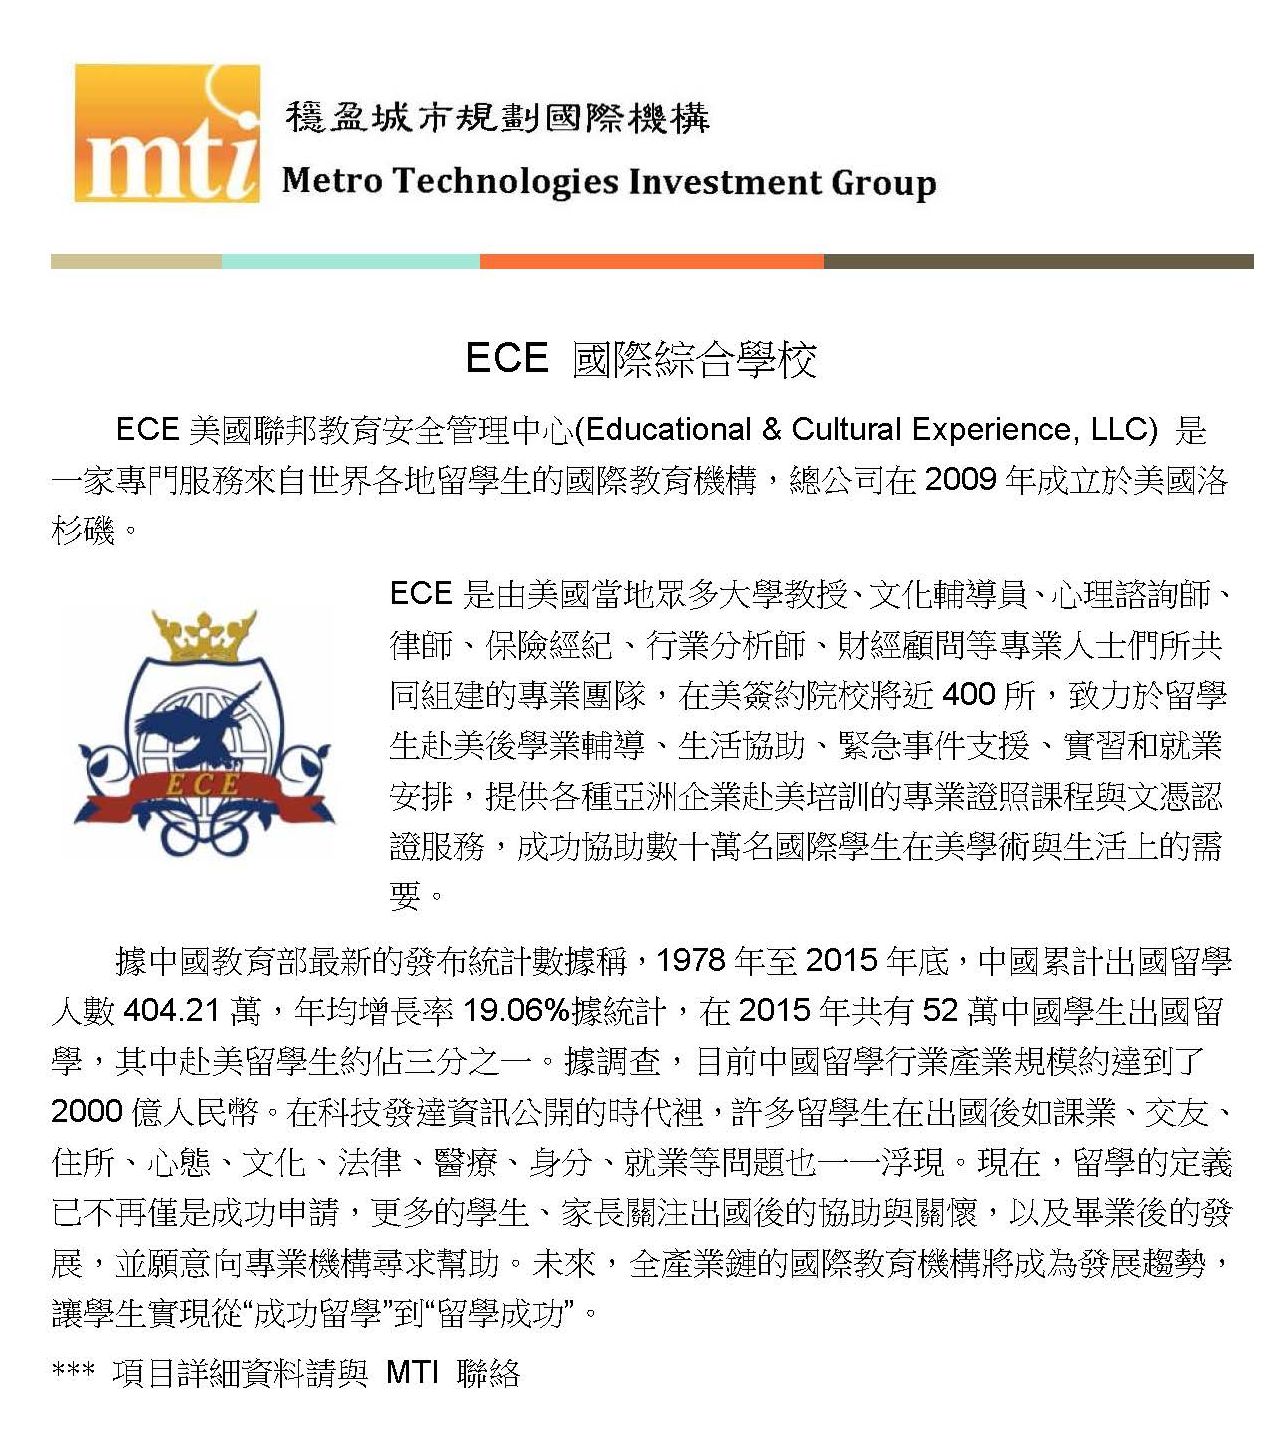 mti
穩盈城市規劃國際機構
Metro Technologies Investment Group
ECE 國際綜合學校
ECE 美國聯邦教育安全管理中心(Educational & Cultural Experience, LLC) 是
一家專門服務來自世界各地留學生的國際教育機構，總公司在 2009 年成立於美國洛
杉磯。
ECE 是由美國當地眾多大學教授、文化輔導員、心理諮詢師、
律師、保險經紀、行業分析師、財經顧問等專業人士們所共
同組建的專業團隊，在美簽約院校將近 400 所，致力於留學
生赴美後學業輔導、生活協助、緊急事件支援、實習和就業
安排，提供各種亞洲企業赴美培訓的專業證照課程與文憑認
證服務，成功協助數十萬名國際學生在美學術與生活上的需
要。
ECE
據中國教育部最新的發布統計數據稱，1978 年至 2015 年底，中國累計出國留學
人數 404.21 萬，年均增長率 19.06%據統計，在 2015 年共有 52 萬中國學生出國留
學，其中赴美留學生約佔三分之一。據調查，目前中國留學行業產業規模約達到了
2000 億人民幣。在科技發達資訊公開的時代裡，許多留學生在出國後如課業、交友、
住所、心態、文化、法律、醫療、身分、就業等問題也一一浮現。現在，留學的定義
已不再僅是成功申請，更多的學生、家長關注出國後的協助與關懷，以及畢業後的發
展，並願意向專業機構尋求幫助。未來，全產業鏈的國際教育機構將成為發展趨勢，
讓學生實現從“成功留學”到“留學成功”。
*** 項目詳細資料請與 MTI 聯絡